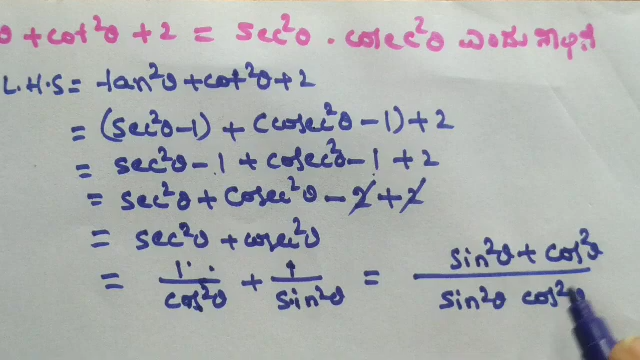 θ + cot²θ + 2 = sec²θ . cosec²θ ಎಂದು ಸಾಧಿಸಿ
L.H.S = tan²θ + cot²θ + 2
= (sec²θ - 1) + (cosec²θ - 1) + 2
= sec²θ - 1 + cosec²θ - 1 + 2
= sec²θ + cosec²θ - 2 + 2
= sec²θ + cosec²θ
= 1/cos²θ + 1/sin²θ = sin²θ + cos²θ / sin²θ cos²θ